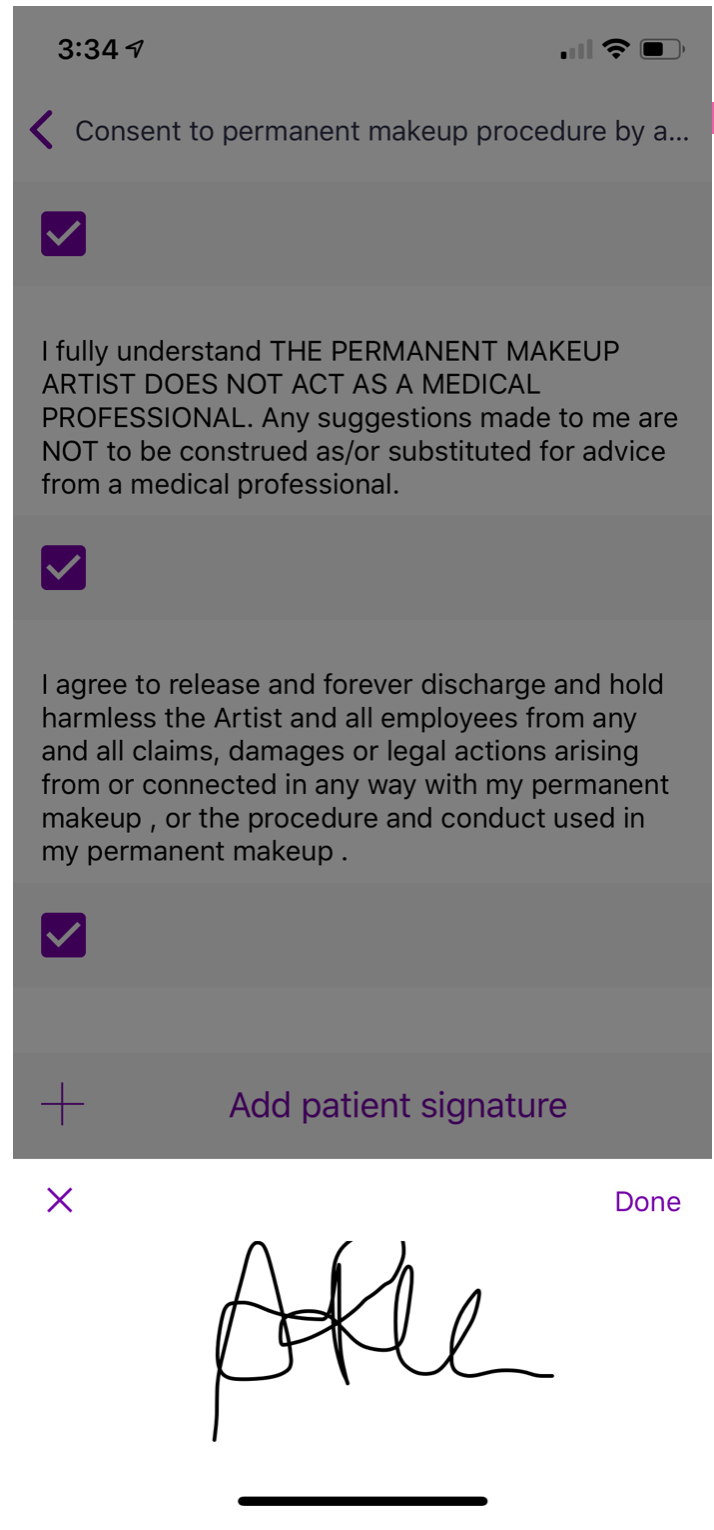 3:34
Consent to permanent makeup procedure by a...
I fully understand THE PERMANENT MAKEUP
ARTIST DOES NOT ACT AS A MEDICAL
PROFESSIONAL. Any suggestions made to me are
NOT to be construed as/or substituted for advice
from a medical professional.
I agree to release and forever discharge and hold
harmless the Artist and all employees from any
and all claims, damages or legal actions arising
from or connected in any way with my permanent
makeup , or the procedure and conduct used in
my permanent makeup .
Add patient signature
Done